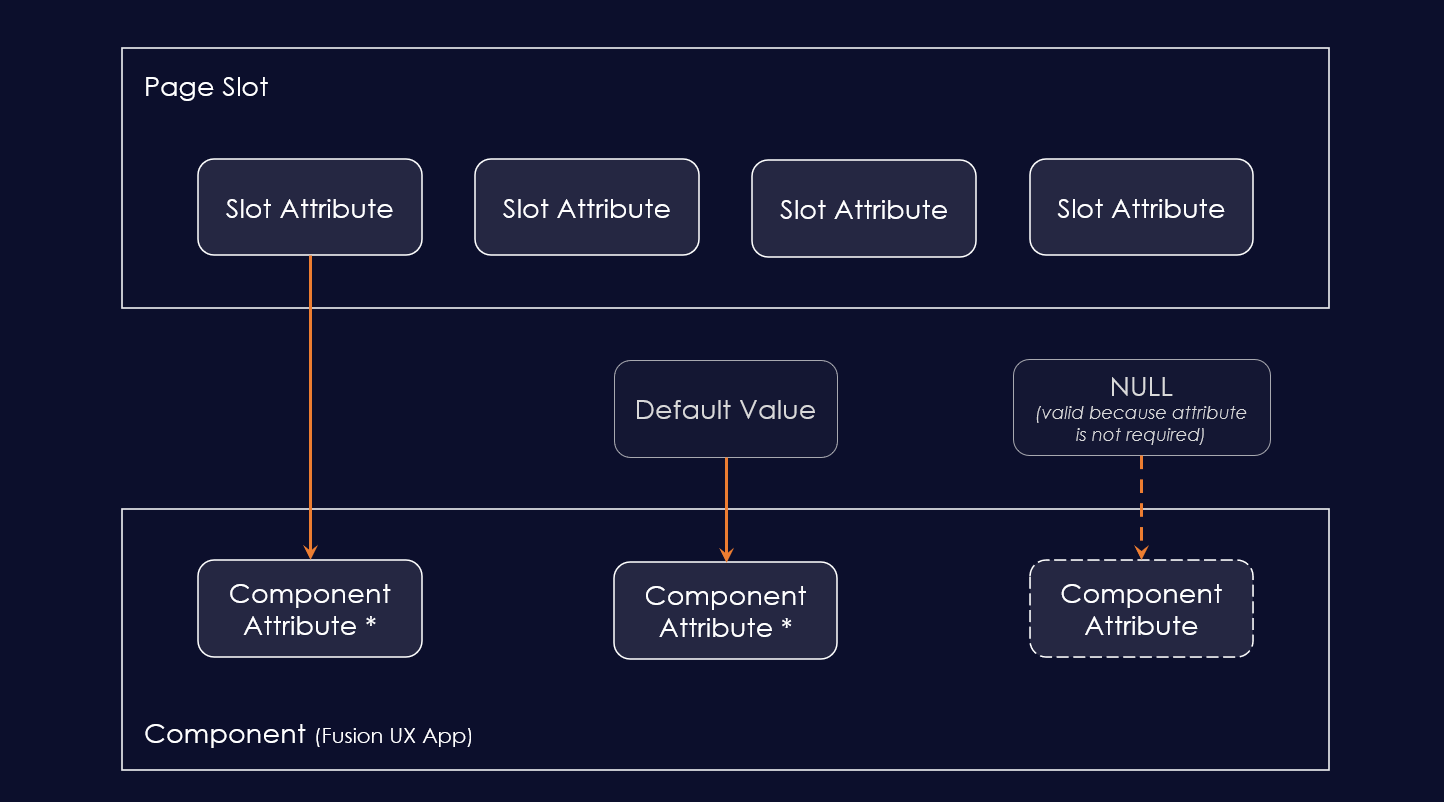 Page Slot
Slot Attribute
Slot Attribute
Slot Attribute
Slot Attribute
Default Value
NULL
(valid because attribute
is not required)
Component
Attribute *
Component
Attribute *
Component
Attribute
Component (Fusion UX App)